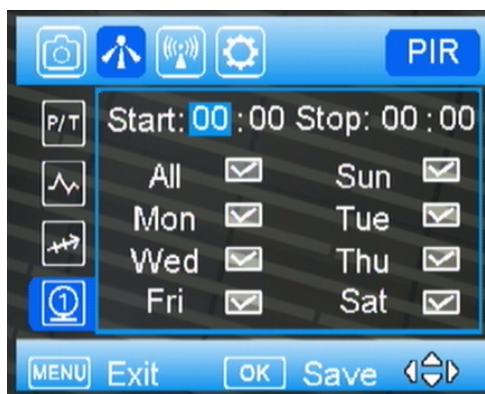 PIR
P/T
Start: 00 : 00 Stop: 00 : 00
All Sun
Mon Tue
Wed Thu
Fri Sat
1
MENU Exit OK Save